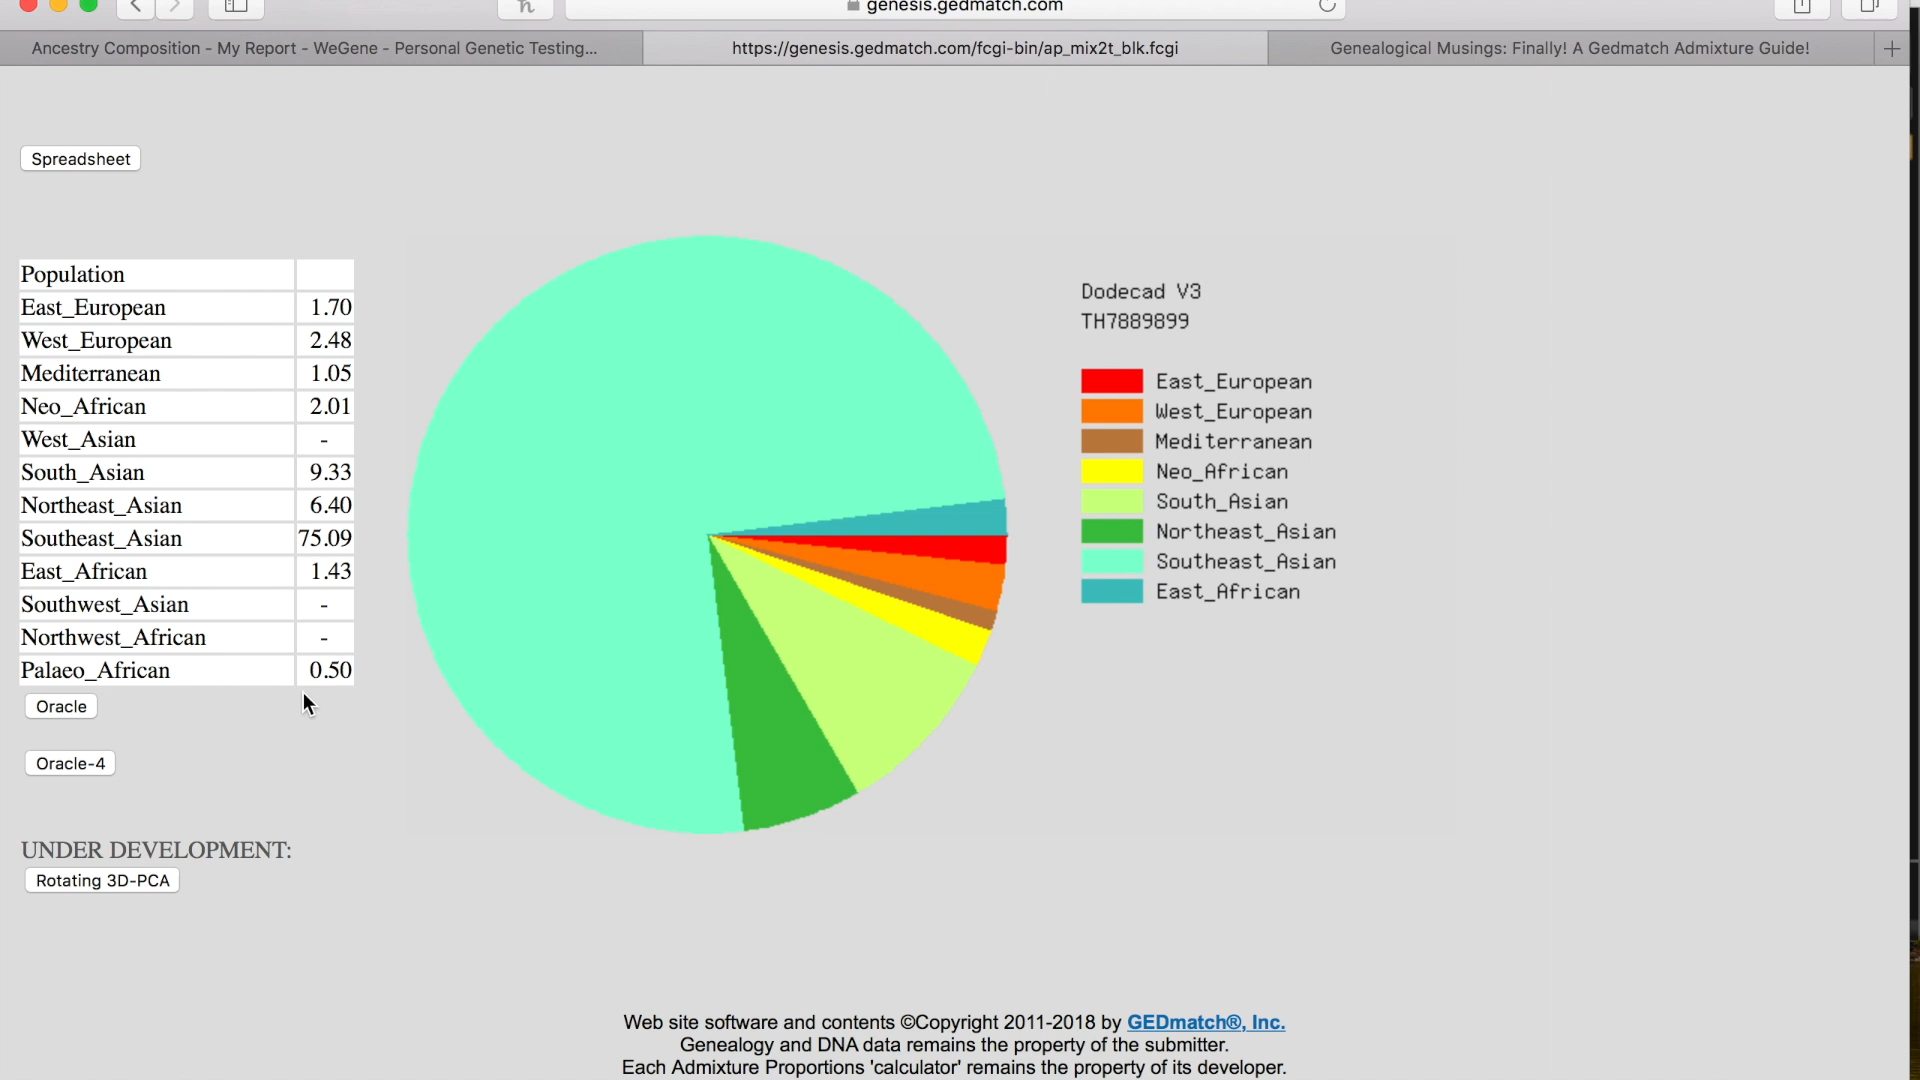 genesis.gedmatch.com
Ancestry Composition - My Report - WeGene - Personal Genetic Testing...
https://genesis.gedmatch.com/fcgi-bin/ap_mix2t_blk.fcgi
Genealogical Musings: Finally! A Gedmatch Admixture Guide!
Spreadsheet
Population
East_European 1.70
West_European 2.48
Mediterranean 1.05
Neo_African 2.01
West_Asian -
South_Asian 9.33
Northeast_Asian 6.40
Southeast_Asian 75.09
East_African 1.43
Southwest_Asian -
Northwest_African -
Palaeo_African 0.50
Oracle
Oracle-4
UNDER DEVELOPMENT:
Rotating 3D-PCA
Dodecad V3
TH7889899
East_European
West_European
Mediterranean
Neo_African
South_Asian
Northeast_Asian
Southeast_Asian
East_African
Web site software and contents ©Copyright 2011-2018 by GEDmatch®, Inc.
Genealogy and DNA data remains the property of the submitter.
Each Admixture Proportions 'calculator' remains the property of its developer.